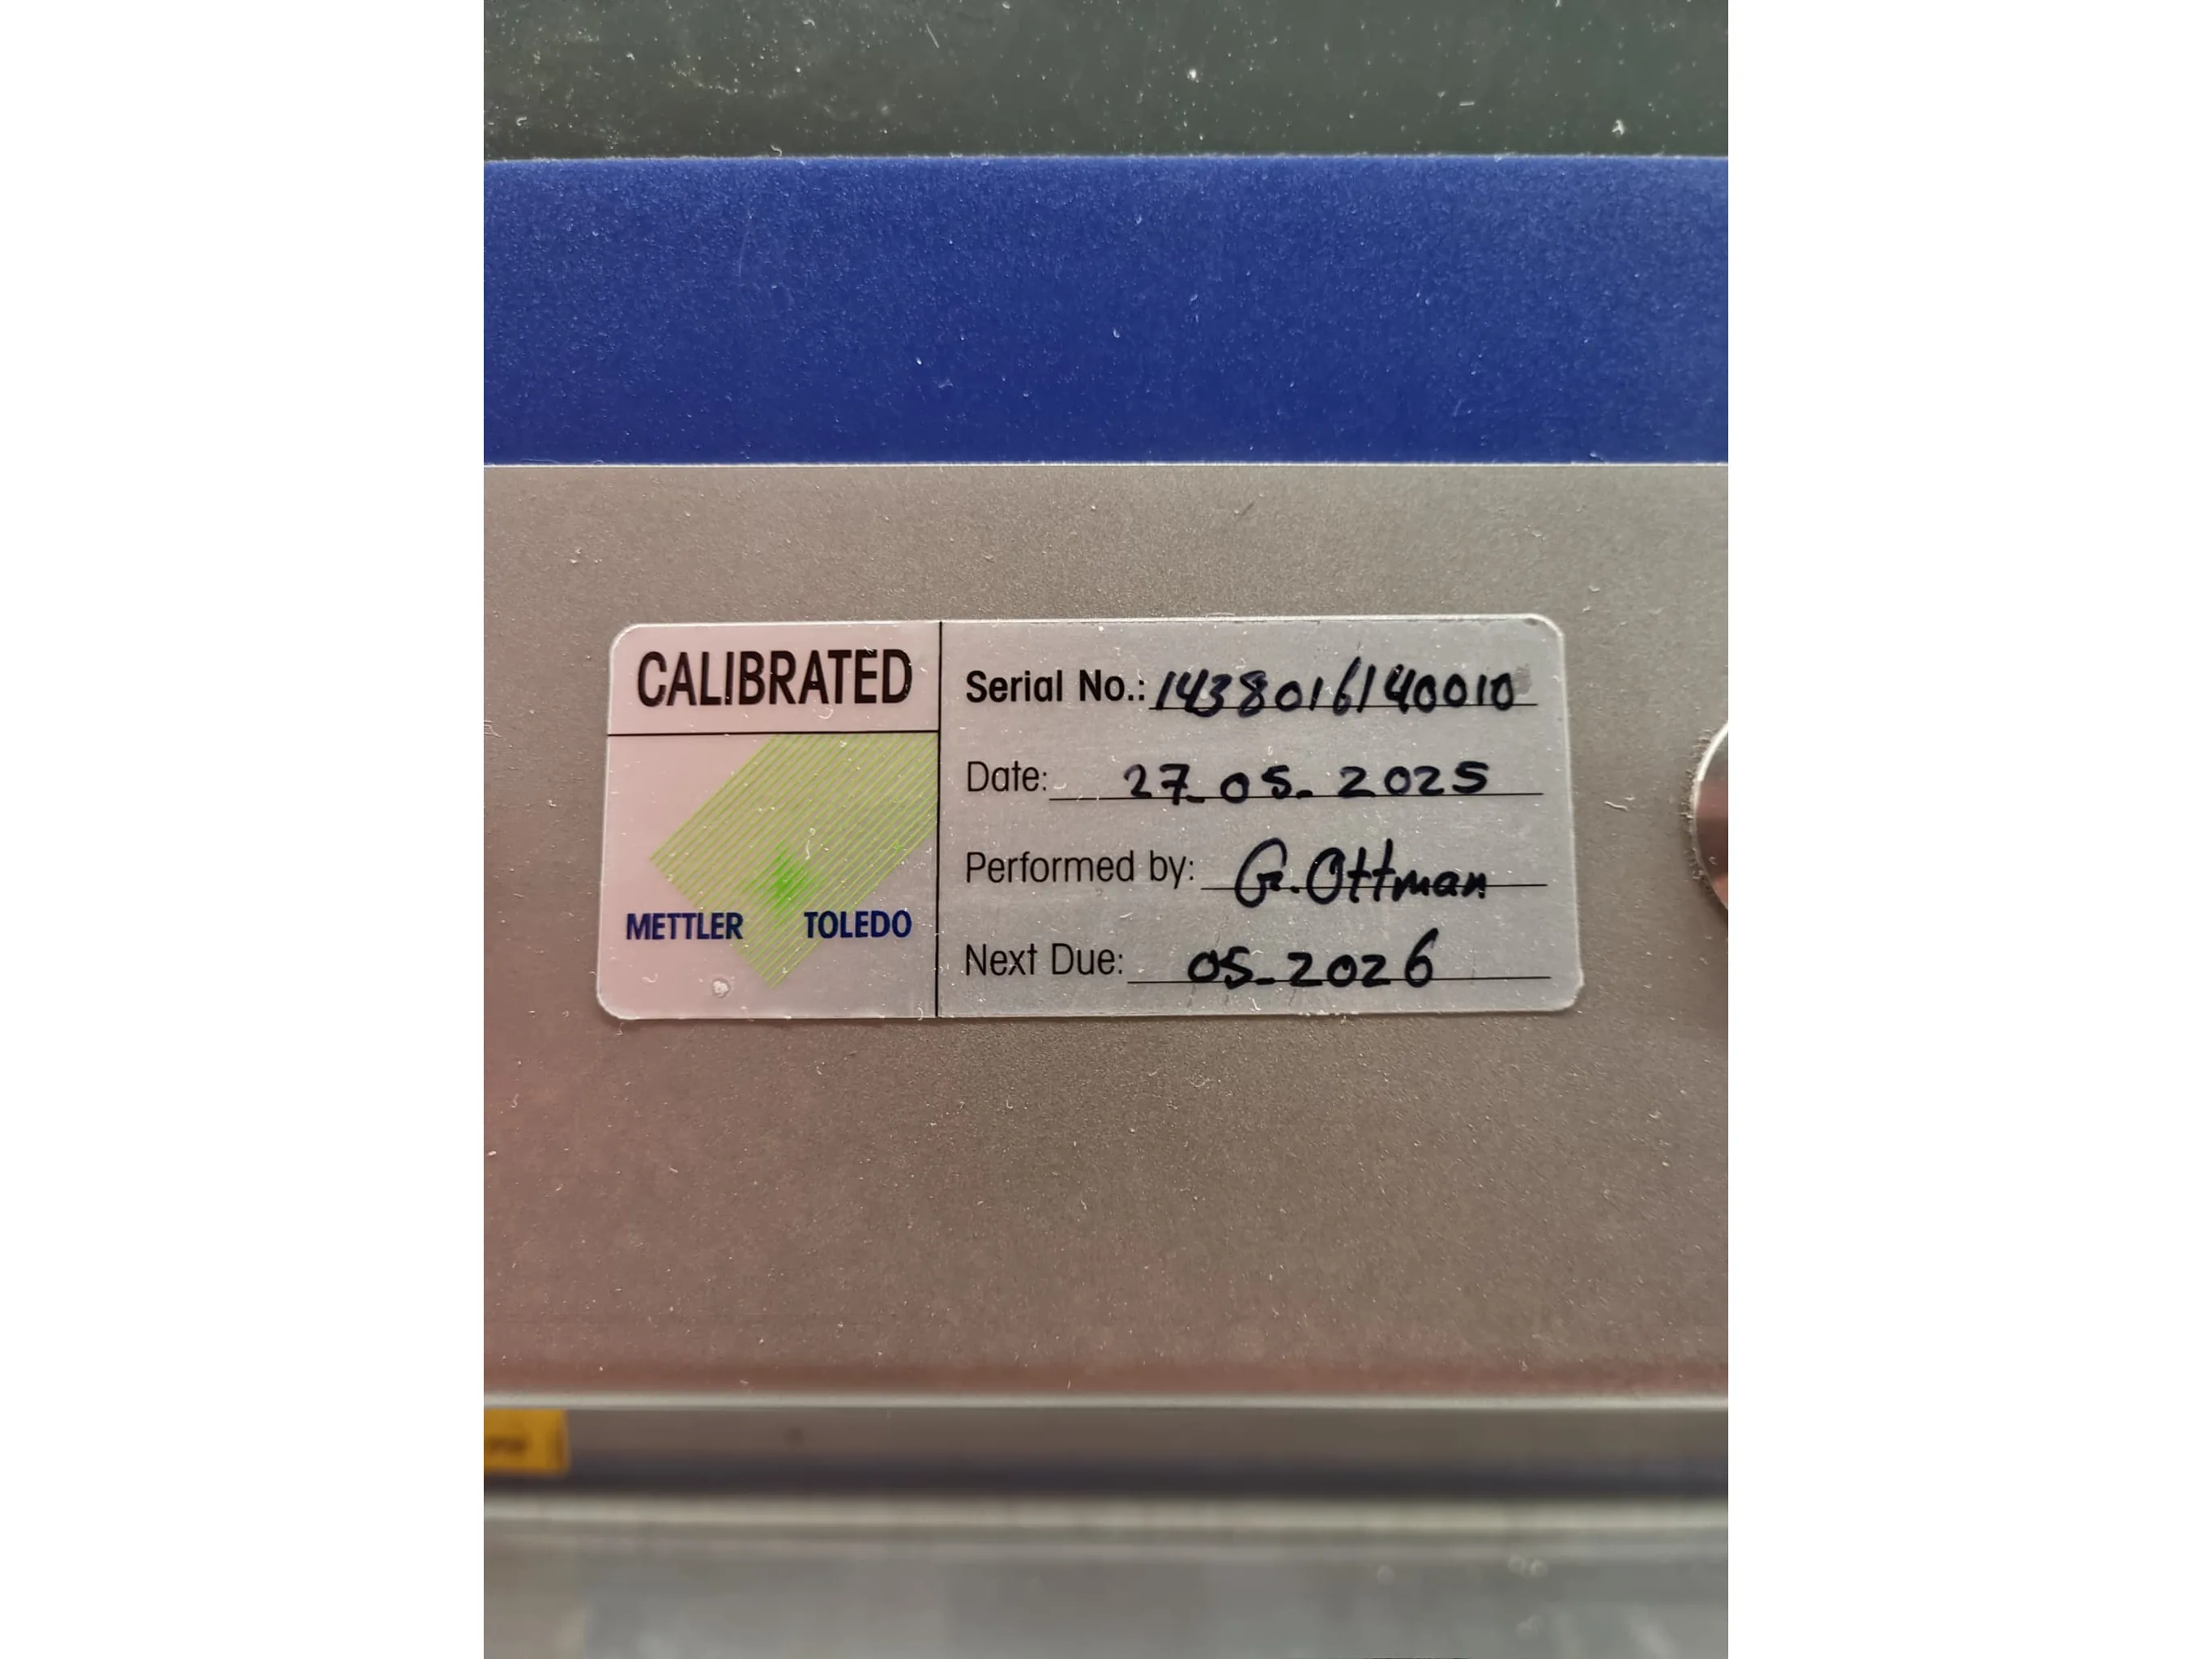 CALIBRATED
METTLER TOLEDO
Serial No.: 1438016140010
Date: 27.05.2025
Performed by: G. Ottman
Next Due: 05-2026